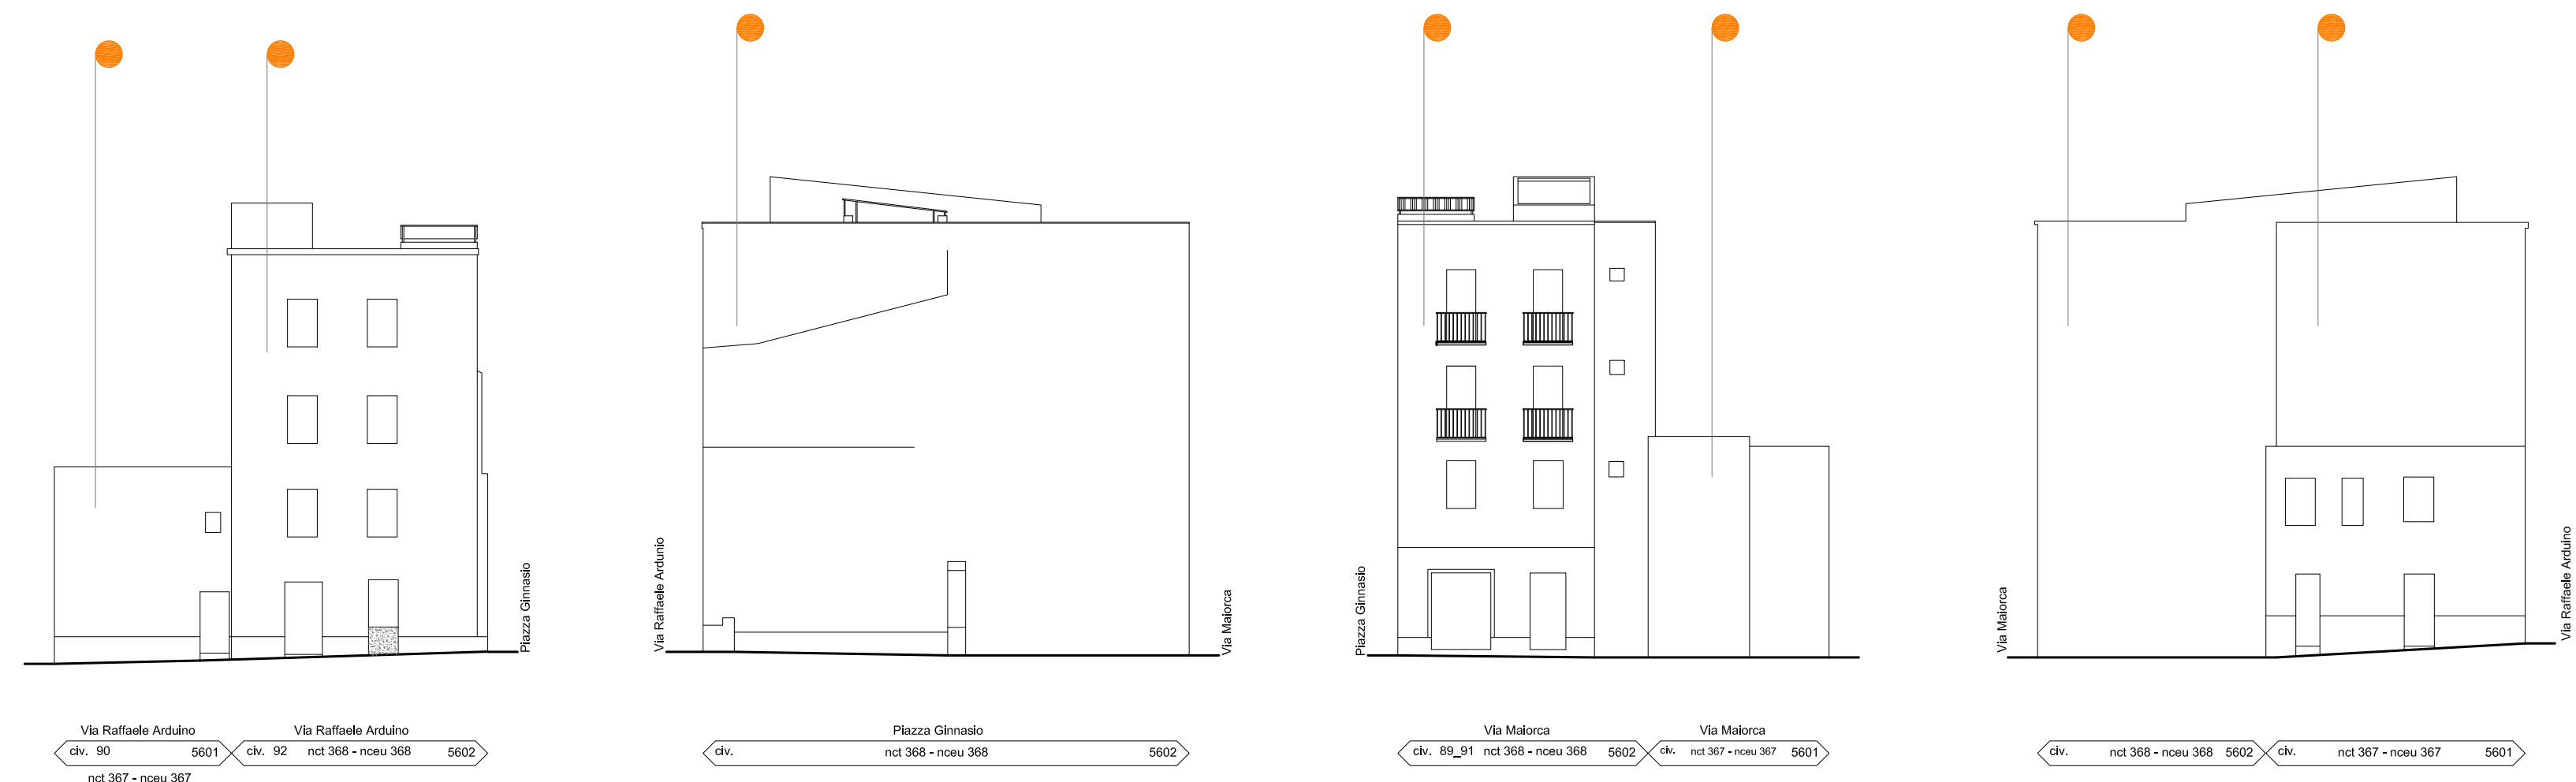 Piazza Ginnasio
Via Raffaele Arduino
civ. 90 5601
nct 367 - nceu 367
Via Raffaele Arduino
civ. 92 nct 368 - nceu 368 5602
Via Raffaele Ardunio
Via Maiorca
Piazza Ginnasio
civ. nct 368 - nceu 368 5602
Piazza Ginnasio
Via Maiorca
civ. 89_91 nct 368 - nceu 368 5602
Via Maiorca
civ. nct 367 - nceu 367 5601
Via Maiorca
Via Raffaele Arduino
civ. nct 368 - nceu 368 5602
civ. nct 367 - nceu 367 5601